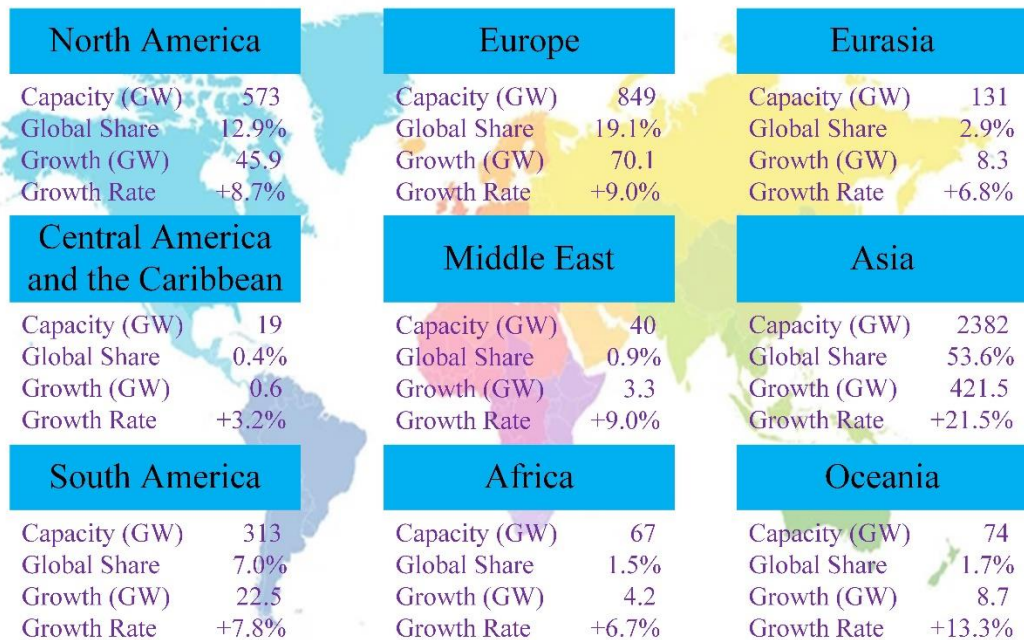 North America
Capacity (GW) 573
Global Share 12.9%
Growth (GW) 45.9
Growth Rate +8.7%
Europe
Capacity (GW) 849
Global Share 19.1%
Growth (GW) 70.1
Growth Rate +9.0%
Eurasia
Capacity (GW) 131
Global Share 2.9%
Growth (GW) 8.3
Growth Rate +6.8%
Central America
and the Caribbean
Capacity (GW) 19
Global Share 0.4%
Growth (GW) 0.6
Growth Rate +3.2%
Middle East
Capacity (GW) 40
Global Share 0.9%
Growth (GW) 3.3
Growth Rate +9.0%
Asia
Capacity (GW) 2382
Global Share 53.6%
Growth (GW) 421.5
Growth Rate +21.5%
South America
Capacity (GW) 313
Global Share 7.0%
Growth (GW) 22.5
Growth Rate +7.8%
Africa
Capacity (GW) 67
Global Share 1.5%
Growth (GW) 4.2
Growth Rate +6.7%
Oceania
Capacity (GW) 74
Global Share 1.7%
Growth (GW) 8.7
Growth Rate +13.3%